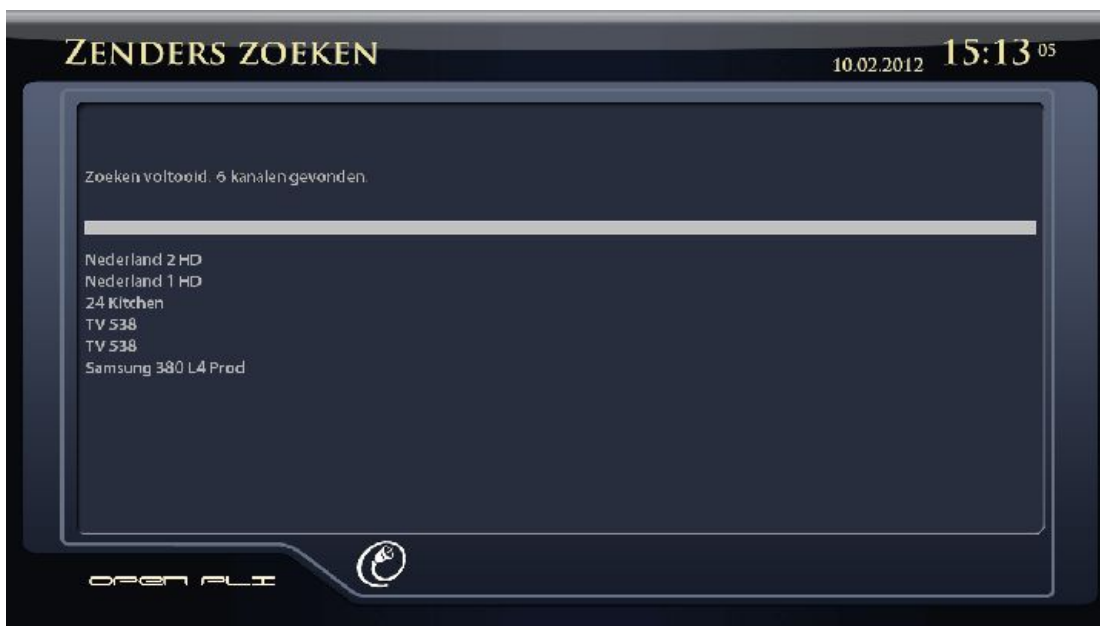 ZENDERS ZOEKEN
10.02.2012 15:13 05
Zoeken voltooid. 6 kanalen gevonden.
Nederland 2 HD
Nederland 1 HD
24 Kitchen
TV 538
TV 538
Samsung 380 L4 Prod
OPEN PLI